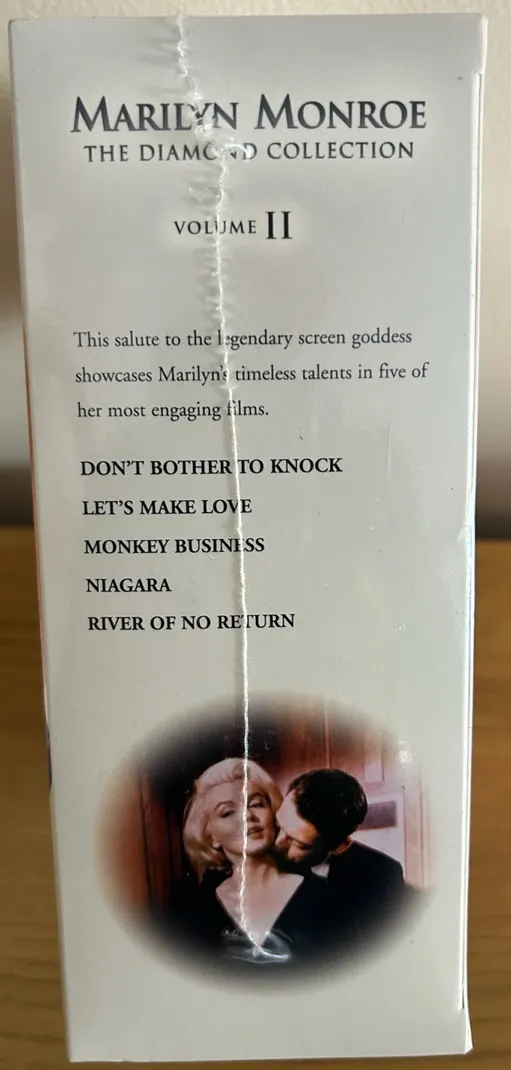 MARILYN MONROE
THE DIAMOND COLLECTION
VOLUME II
This salute to the legendary screen goddess
showcases Marilyn's timeless talents in five of
her most engaging films.
DON'T BOTHER TO KNOCK
LET'S MAKE LOVE
MONKEY BUSINESS
NIAGARA
RIVER OF NO RETURN